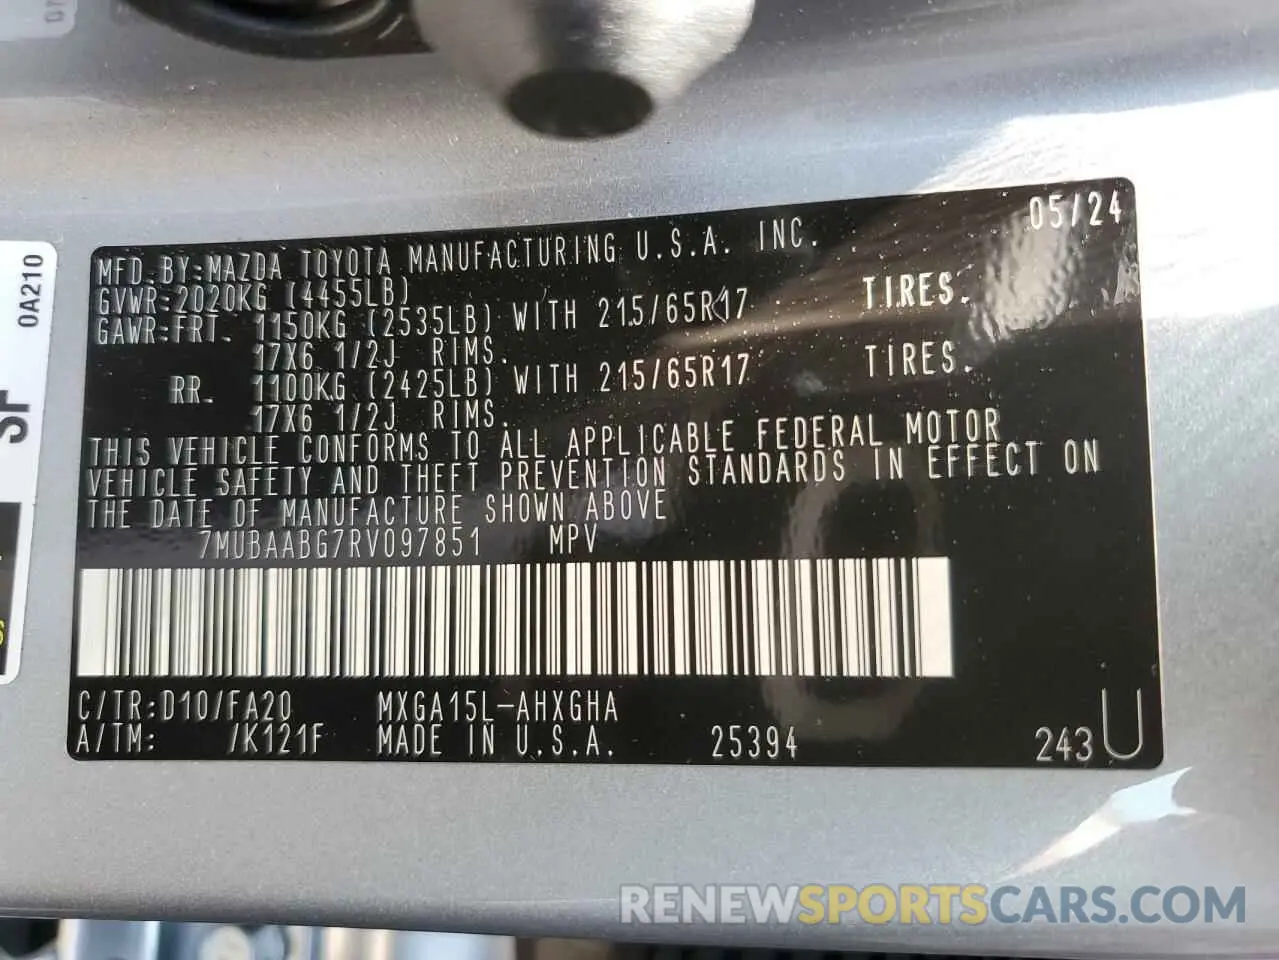 05/24
MFD.BY:MAZDA TOYOTA MANUFACTURING U.S.A. INC.
GVWR:2020KG (4455LB)
GAWR:FRT. 1150KG (2535LB) WITH 215/65R17 TIRES.
17X6 1/2J RIMS.
RR. 1100KG (2425LB) WITH 215/65R17 TIRES.
17X6 1/2J RIMS.
THIS VEHICLE CONFORMS TO ALL APPLICABLE FEDERAL MOTOR
VEHICLE SAFETY AND THEFT PREVENTION STANDARDS IN EFFECT ON
THE DATE OF MANUFACTURE SHOWN ABOVE
7MUBAABG7RV097851 MPV
C/TR:D10/FA20 MXGA15L-AHXGHA
A/TM: /K121F MADE IN U.S.A. 25394 243 U
0A210
SF
RENEWSPORTSCARS.COM